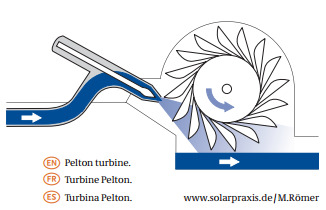 EN Pelton turbine.
FR Turbine Pelton.
ES Turbina Pelton.
www.solarpraxis.de/M.Römer